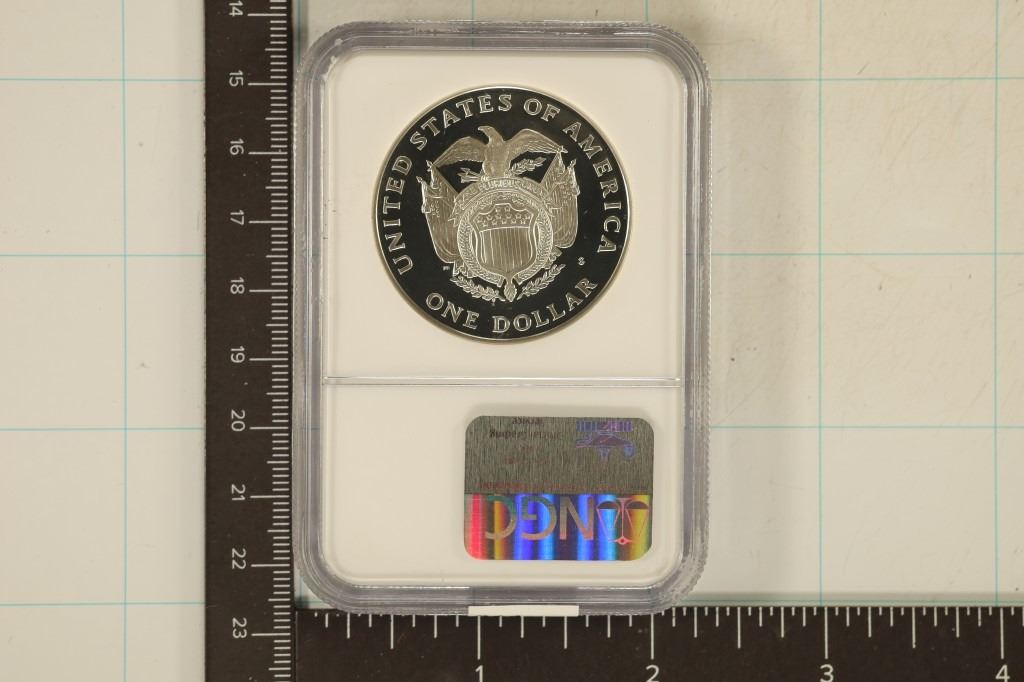 UNITED STATES OF AMERICA
PLURIBUS
ONE DOLLAR
S
NGC
14
15
16
17
18
19
20
21
22
23
1 2 3 4